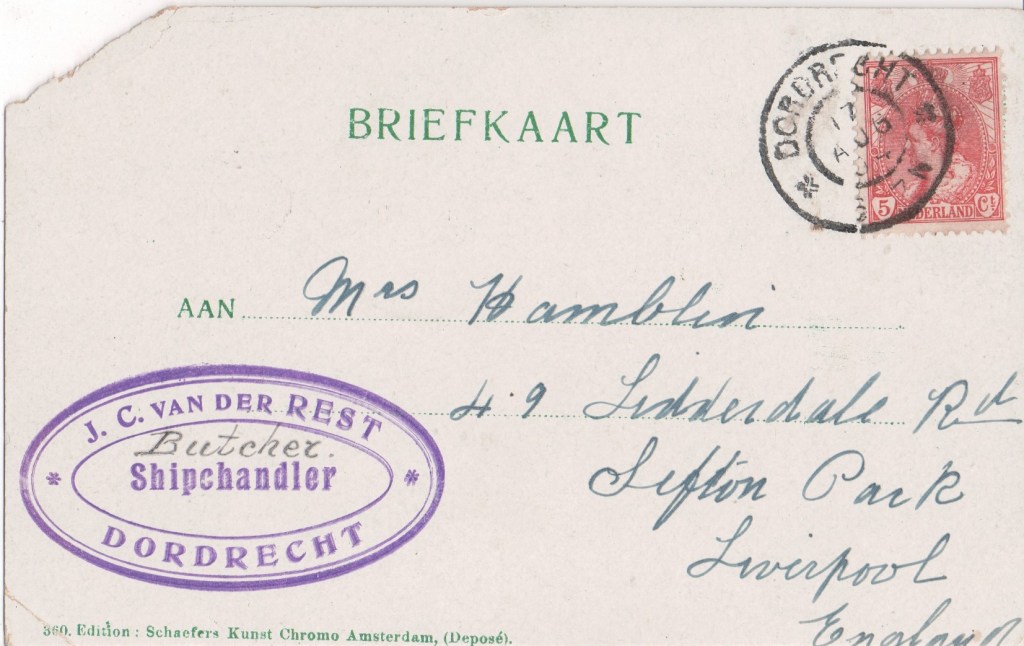 BRIEFKAART
DORDRECHT
17
AUG
5 NEDERLAND Ct
AAN Mrs Hamblin
49 Lidderdale Rd
Sefton Park
Liverpool
England
J. C. VAN DER REST
Butcher.
Shipchandler
DORDRECHT
360. Edition : Schaefers Kunst Chromo Amsterdam, (Deposé).